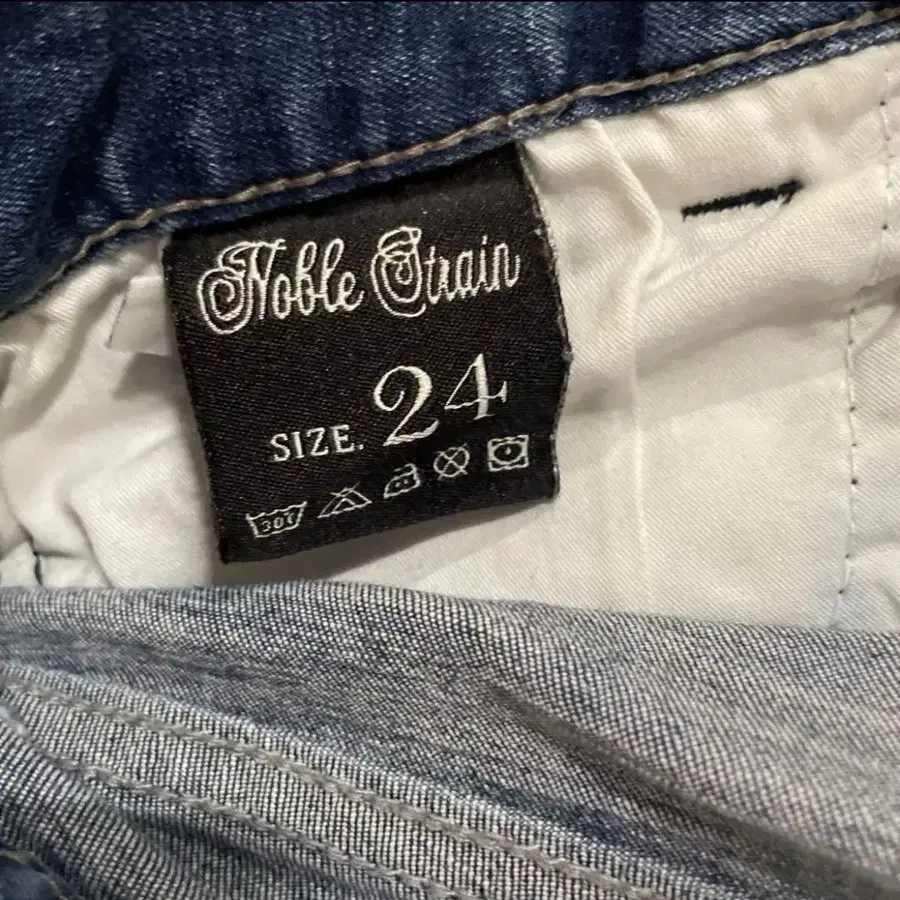 Noble Strain
SIZE. 24
30